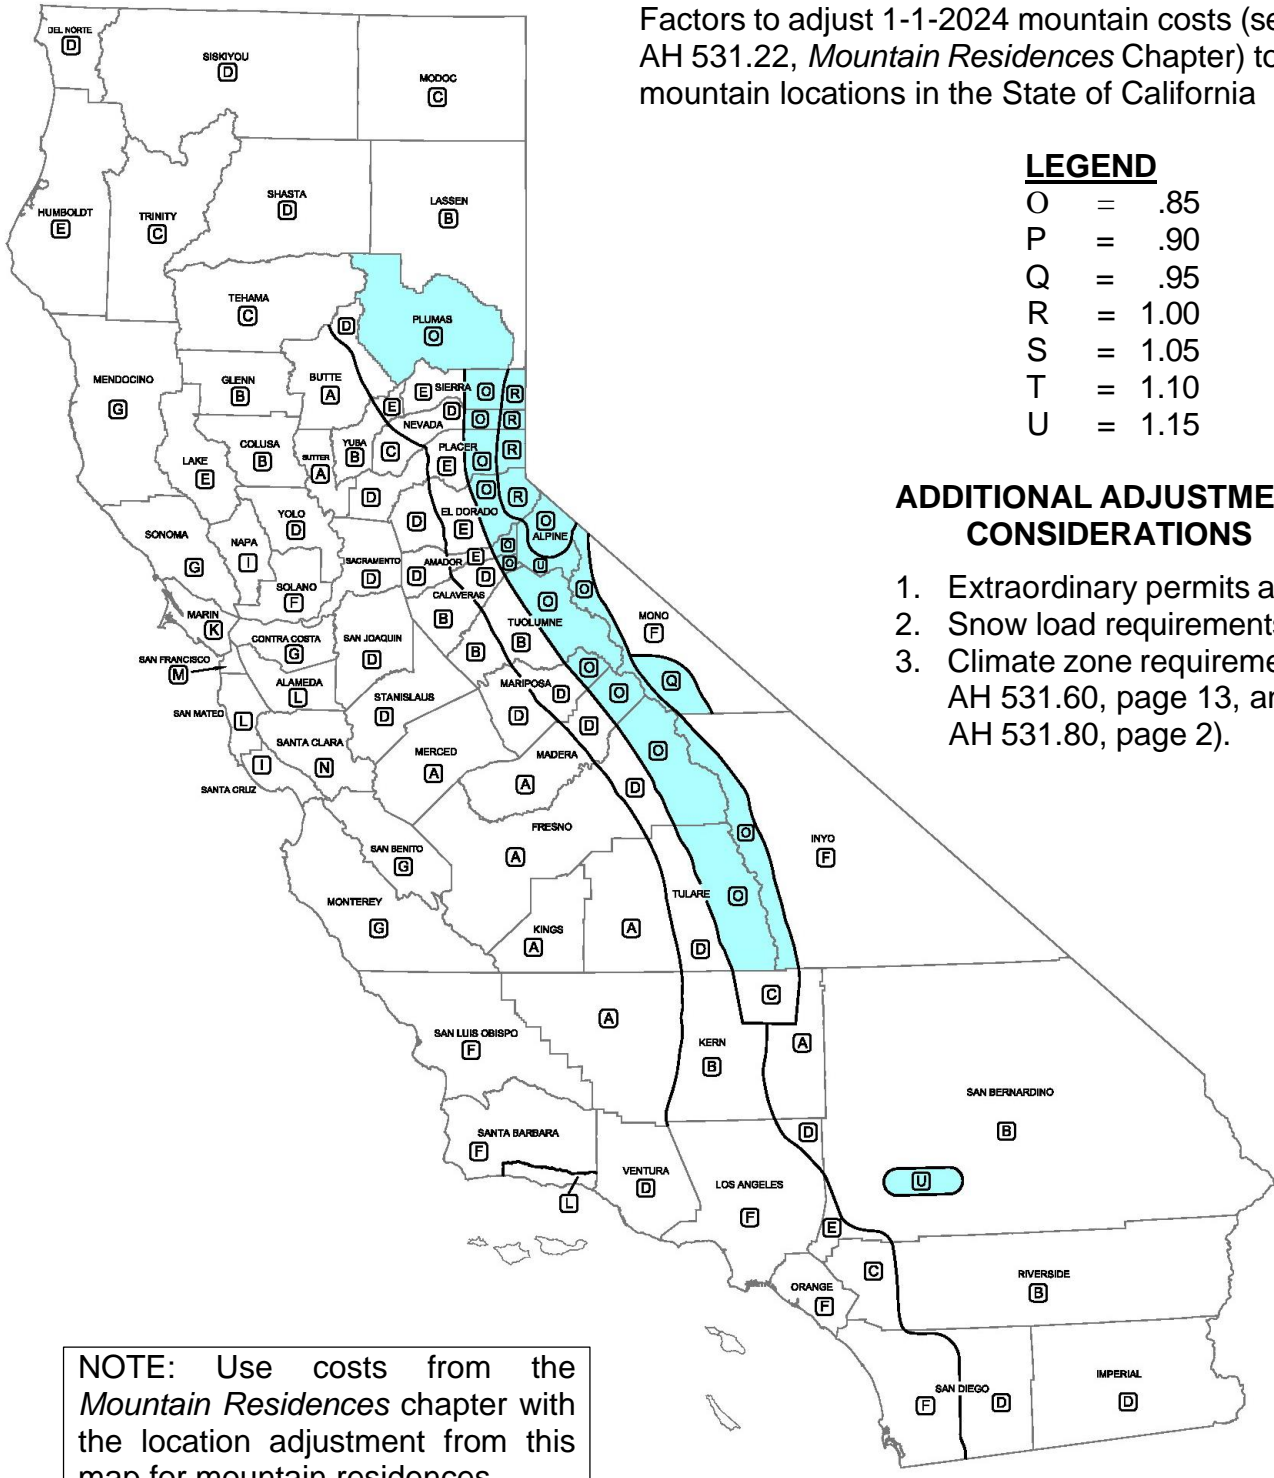 Factors to adjust 1-1-2024 mountain costs (se
AH 531.22, Mountain Residences Chapter) to
mountain locations in the State of California
LEGEND
O = .85
P = .90
Q = .95
R = 1.00
S = 1.05
T = 1.10
U = 1.15
ADDITIONAL ADJUSTME
CONSIDERATIONS
1. Extraordinary permits a
2. Snow load requirements
3. Climate zone requireme
AH 531.60, page 13, an
AH 531.80, page 2).
DEL NORTE
D
SISKIYOU
D
MODOC
C
HUMBOLDT
E
TRINITY
C
SHASTA
D
LASSEN
B
TEHAMA
C
D
PLUMAS
O
MENDOCINO
G
GLENN
B
BUTTE
A
E
E SIERRA O R
D
NEVADA
O R
LAKE
E
COLUSA
B
SUTTER
A
YUBA
B
C
PLACER
E
O R
D
O R
SONOMA
G
NAPA
I
YOLO
D
D
EL DORADO
E
O
ALPINE
SACRAMENTO
D
AMADOR
D
E
D
O
O
U
O
SOLANO
F
MARIN
K
CALAVERAS
B
B
TUOLUMNE
B
O
O
MONO
F
Q
SAN FRANCISCO
M
CONTRA COSTA
G
SAN JOAQUIN
D
ALAMEDA
L
SAN MATEO
L
STANISLAUS
D
MARIPOSA
D
D
O
SANTA CLARA
N
I
SANTA CRUZ
MERCED
A
MADERA
A
D
O
FRESNO
A
D
O
INYO
F
SAN BENITO
G
MONTEREY
G
KINGS
A
A
TULARE
D
O
C
SAN LUIS OBISPO
F
A
KERN
B
A
SAN BERNARDINO
B
U
SANTA BARBARA
F
L
VENTURA
D
LOS ANGELES
F
D
E
ORANGE
F
C
RIVERSIDE
B
SAN DIEGO
F
D
IMPERIAL
D
NOTE: Use costs from the
Mountain Residences chapter with
the location adjustment from this
map for mountain residences